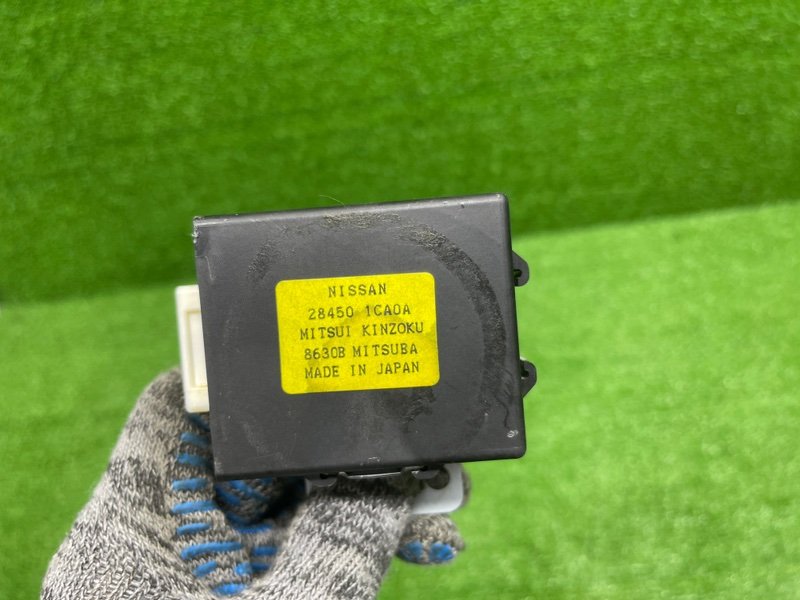 NISSAN
28450 1CA0A
MITSUI KINZOKU
8630B MITSUBA
MADE IN JAPAN